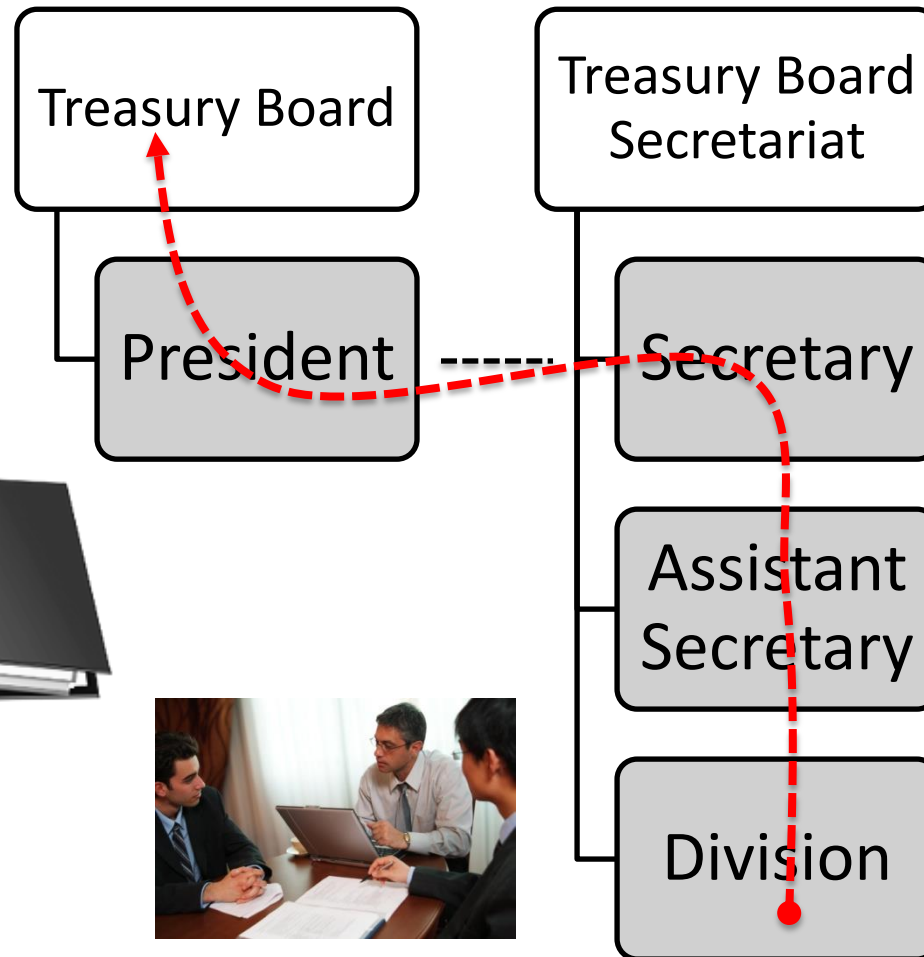 Treasury Board
President
Treasury Board
Secretariat
Secretary
Assistant
Secretary
Division